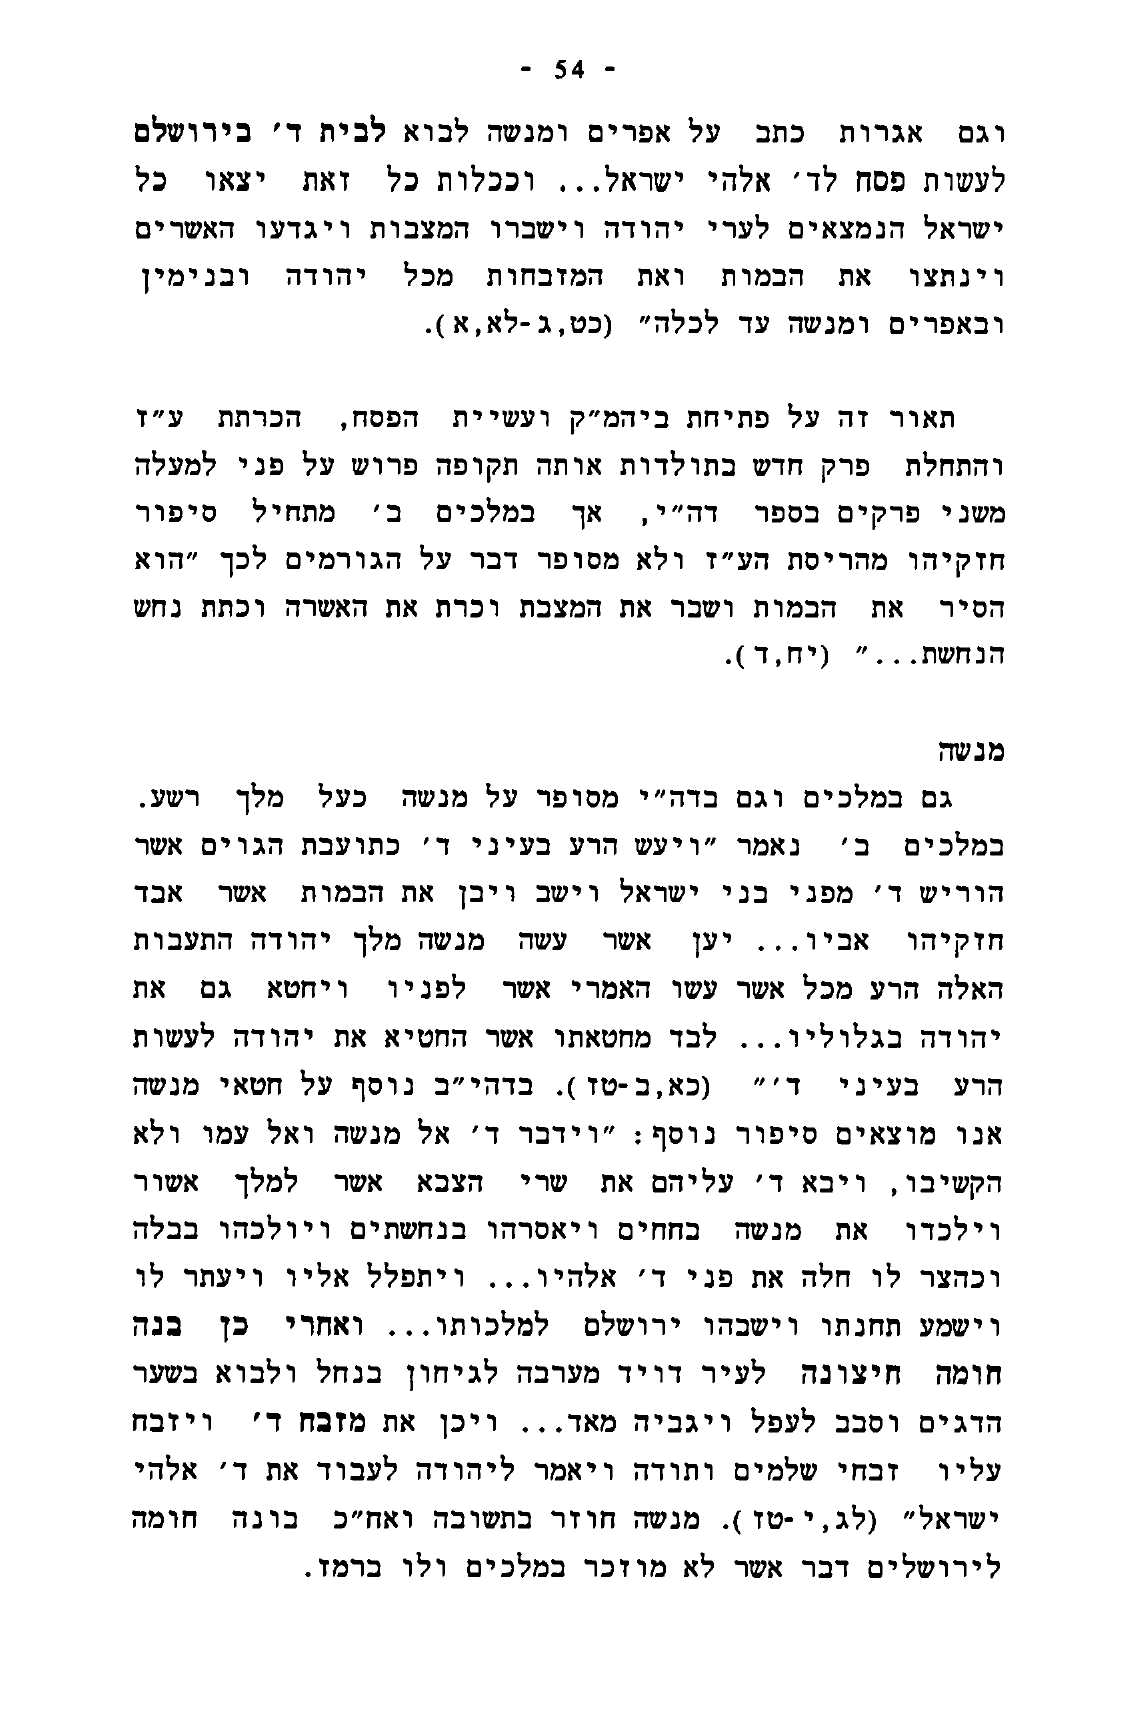 - 54 -
וגם אגרות כתב על אפרים ומנשה לבוא לבית ד' בירושלם
לעשות פסח לד' אלהי ישראל... וככלות כל זאת יצאו כל
ישראל הנמצאים לערי יהודה וישברו המצבות ויגדעו האשרים
וינתצו את הבמות ואת המזבחות מכל יהודה ובנימין
ובאפרים ומנשה עד לכלה" (כט,ג-לא,א).
תאור זה על פתיחת ביהמ"ק ועשיית הפסח, הכרתת ע"ז
והתחלת פרק חדש בתולדות אותה תקופה פרוש על פני למעלה
משני פרקים בספר דה"י, אך במלכים ב' מתחיל סיפור
חזקיהו מהריסת הע"ז ולא מסופר דבר על הגורמים לכך "הוא
הסיר את הבמות ושבר את המצבת וכרת את האשרה וכתת נחש
הנחשת..." (יח,ד).
מנשה
גם במלכים וגם בדה"י מסופר על מנשה כעל מלך רשע.
במלכים ב' נאמר "ויעש הרע בעיני ד' כתועבת הגוים אשר
הוריש ד' מפני בני ישראל וישב ויבן את הבמות אשר אבד
חזקיהו אביו... יען אשר עשה מנשה מלך יהודה התעבות
האלה הרע מכל אשר עשו האמרי אשר לפניו ויחטא גם את
יהודה בגלוליו... לבד מחטאתו אשר החטיא את יהודה לעשות
הרע בעיני ד'" (כא,ב-טז). בדהי"ב נוסף על חטאי מנשה
אנו מוצאים סיפור נוסף: "וידבר ד' אל מנשה ואל עמו ולא
הקשיבו, ויבא ד' עליהם את שרי הצבא אשר למלך אשור
וילכדו את מנשה בחחים ויאסרהו בנחשתים ויולכהו בבלה
וכהצר לו חלה את פני ד' אלהיו... ויתפלל אליו ויעתר לו
וישמע תחנתו וישבהו ירושלם למלכותו... ואחרי כן בנה
חומה חיצונה לעיר דויד מערבה לגיחון בנחל ולבוא בשער
הדגים וסבב לעפל ויגביה מאד... ויכן את מזבח ד' ויזבח
עליו זבחי שלמים ותודה ויאמר ליהודה לעבוד את ד' אלהי
ישראל" (לג,י-טז). מנשה חוזר בתשובה ואח"כ בונה חומה
לירושלים דבר אשר לא מוזכר במלכים ולו ברמז.